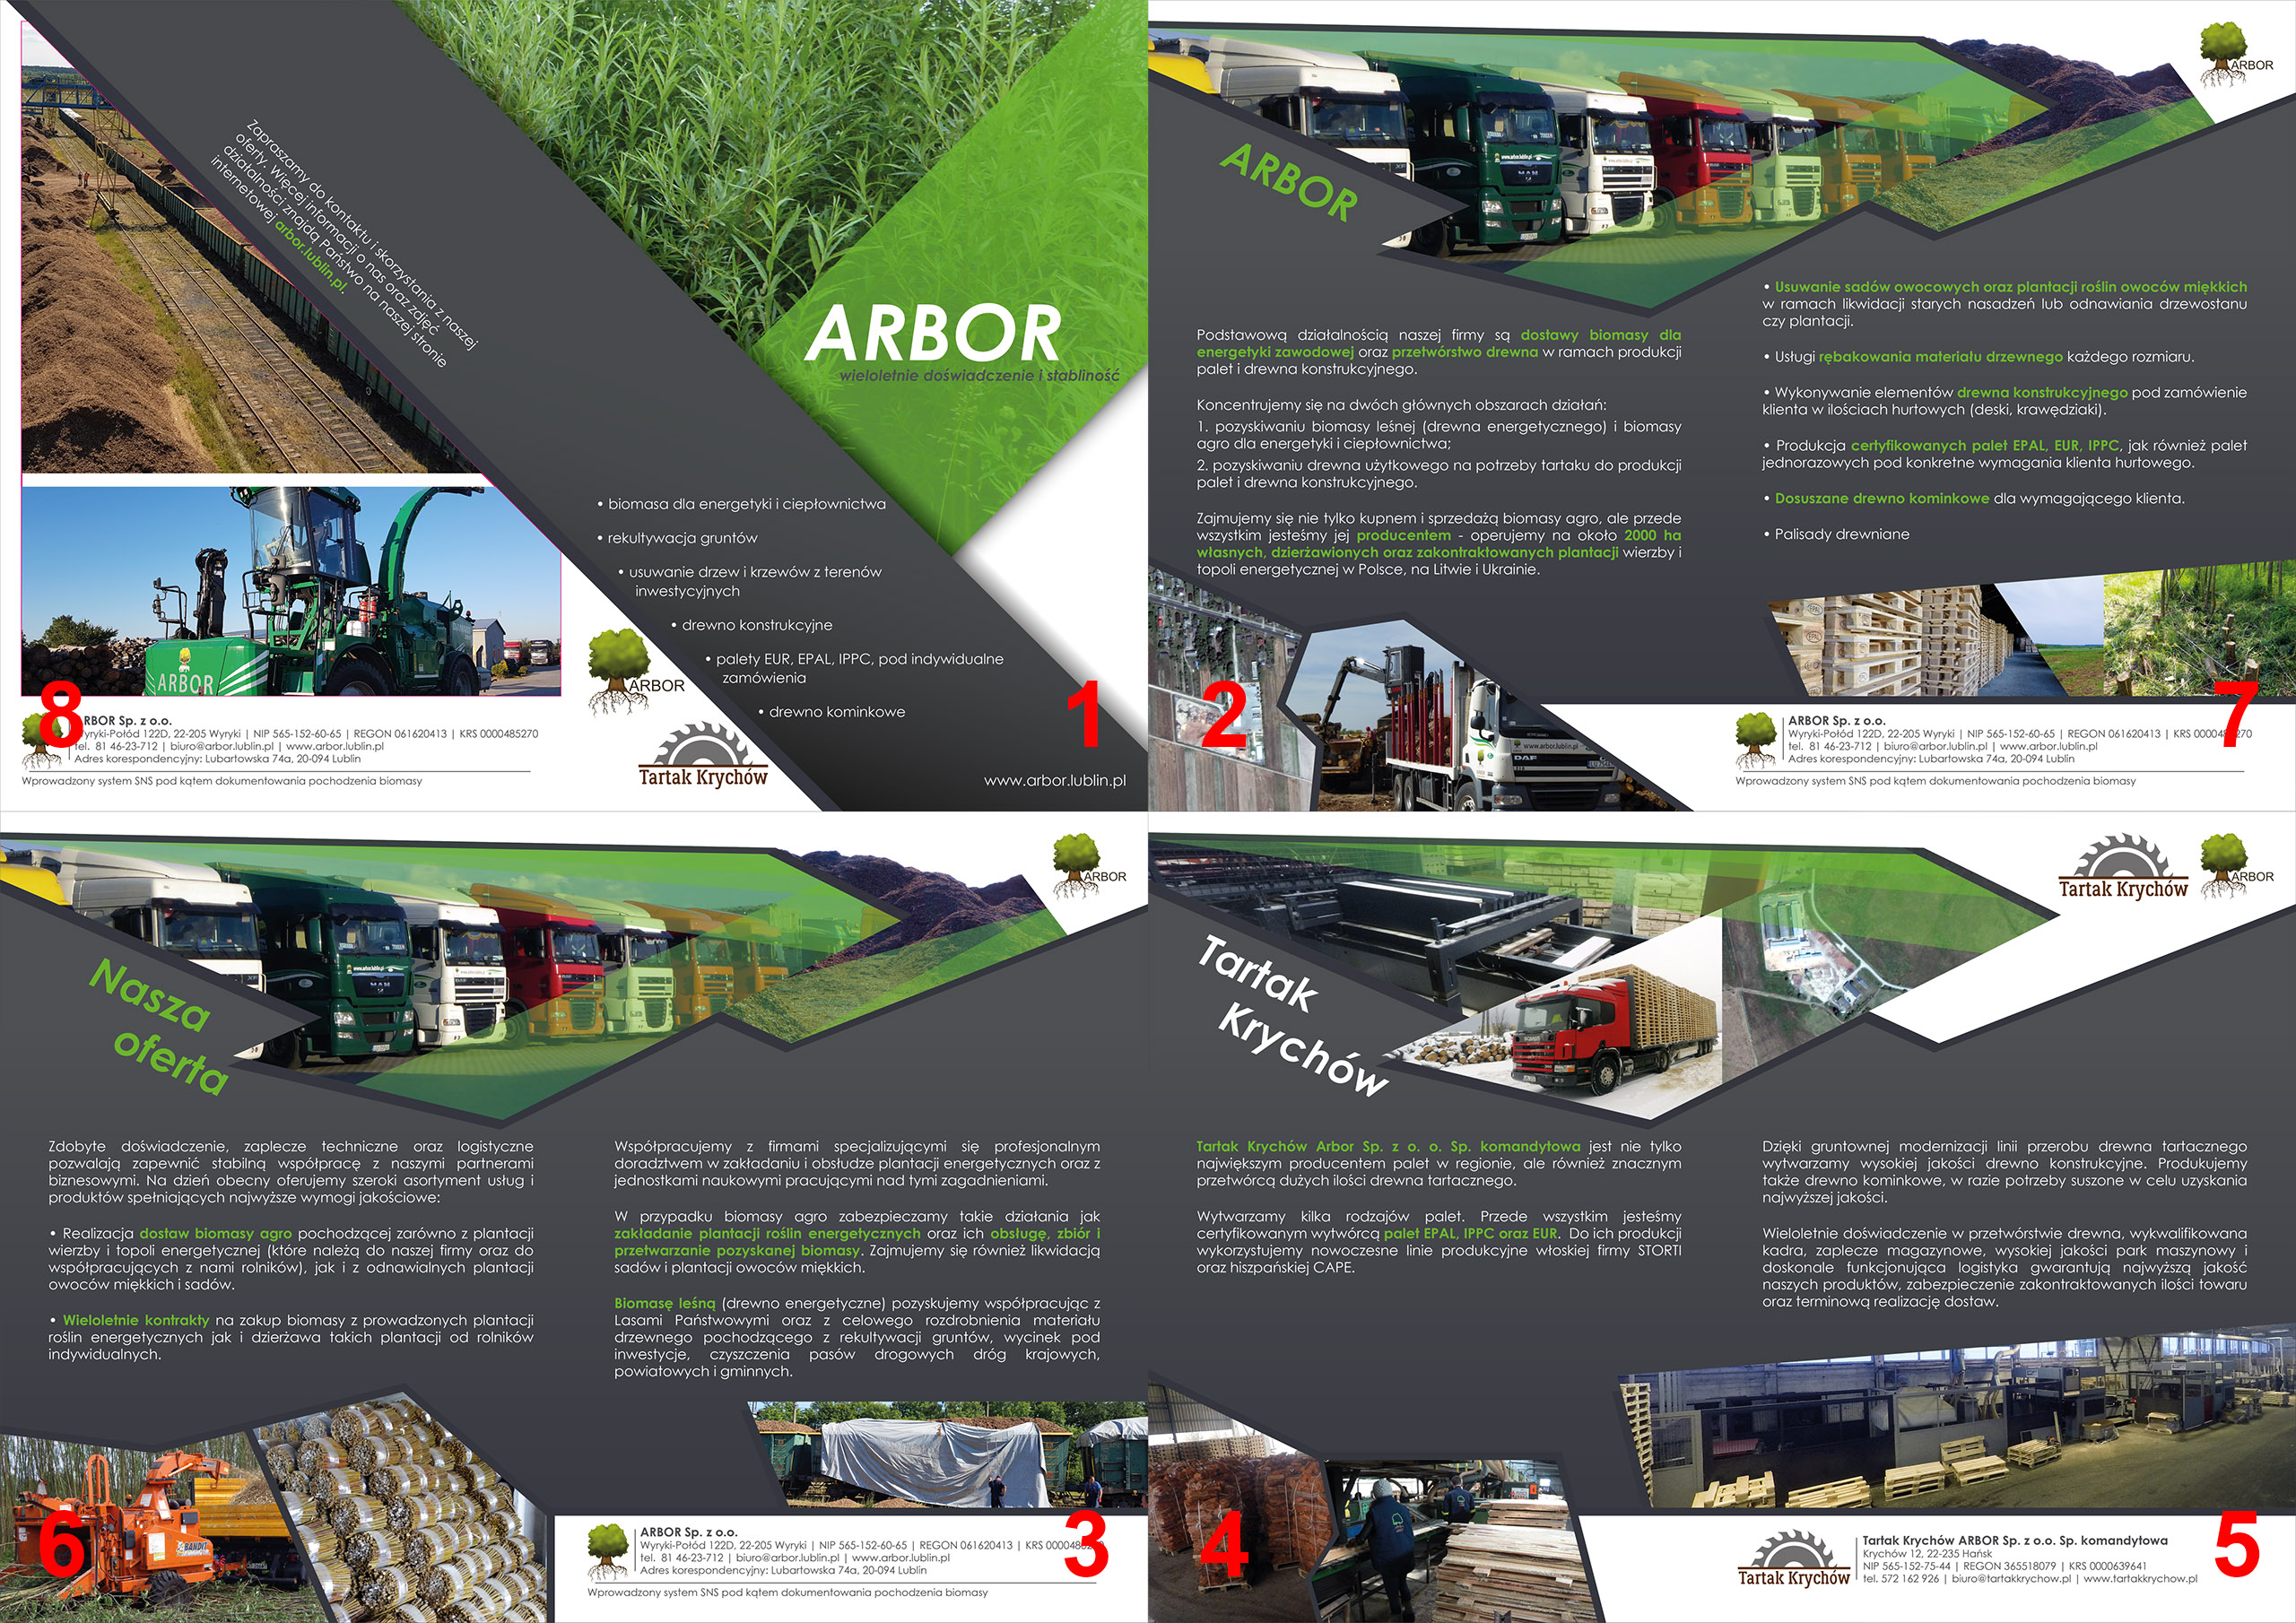 Zapraszamy do kontaktu i skorzystania z naszej
oferty. Więcej informacji o nas oraz zdjęć
działalności znajdą Państwo na naszej stronie
internetowej arbor.lublin.pl.
ARBOR
8
RBOR Sp. z o.o.
yryki-Połód 122D, 22-205 Wyryki | NIP 565-152-60-65 | REGON 061620413 | KRS 0000485270
tel. 81 46-23-712 | biuro@arbor.lublin.pl | www.arbor.lublin.pl
Adres korespondencyjny: Lubartowska 74a, 20-094 Lublin
Wprowadzony system SNS pod kątem dokumentowania pochodzenia biomasy
ARBOR
wieloletnie doświadczenie i stabliność
• biomasa dla energetyki i ciepłownictwa
• rekultywacja gruntów
• usuwanie drzew i krzewów z terenów
inwestycyjnych
• drewno konstrukcyjne
• palety EUR, EPAL, IPPC, pod indywidualne
zamówienia
• drewno kominkowe
ARBOR
Tartak Krychów
1
www.arbor.lublin.pl
ARBOR
www.arbor.lublin.pl
MAN
ARBOR
Podstawową działalnością naszej firmy są dostawy biomasy dla
energetyki zawodowej oraz przetwórstwo drewna w ramach produkcji
palet i drewna konstrukcyjnego.
Koncentrujemy się na dwóch głównych obszarach działań:
1. pozyskiwaniu biomasy leśnej (drewna energetycznego) i biomasy
agro dla energetyki i ciepłownictwa;
2. pozyskiwaniu drewna użytkowego na potrzeby tartaku do produkcji
palet i drewna konstrukcyjnego.
Zajmujemy się nie tylko kupnem i sprzedażą biomasy agro, ale przede
wszystkim jesteśmy jej producentem - operujemy na około 2000 ha
własnych, dzierżawionych oraz zakontraktowanych plantacji wierzby i
topoli energetycznej w Polsce, na Litwie i Ukrainie.
2
www.arbor.lublin.pl
DAF
• Usuwanie sadów owocowych oraz plantacji roślin owoców miękkich
w ramach likwidacji starych nasadzeń lub odnawiania drzewostanu
czy plantacji.
• Usługi rębakowania materiału drzewnego każdego rozmiaru.
• Wykonywanie elementów drewna konstrukcyjnego pod zamówienie
klienta w ilościach hurtowych (deski, krawędziaki).
• Produkcja certyfikowanych palet EPAL, EUR, IPPC, jak również palet
jednorazowych pod konkretne wymagania klienta hurtowego.
• Dosuszane drewno kominkowe dla wymagającego klienta.
• Palisady drewniane
7
ARBOR Sp. z o.o.
Wyryki-Połód 122D, 22-205 Wyryki | NIP 565-152-60-65 | REGON 061620413 | KRS 00004 270
tel. 81 46-23-712 | biuro@arbor.lublin.pl | www.arbor.lublin.pl
Adres korespondencyjny: Lubartowska 74a, 20-094 Lublin
Wprowadzony system SNS pod kątem dokumentowania pochodzenia biomasy
ARBOR
www.arbor.lublin.pl
MAN
Nasza
oferta
Zdobyte doświadczenie, zaplecze techniczne oraz logistyczne
pozwalają zapewnić stabilną współpracę z naszymi partnerami
biznesowymi. Na dzień obecny oferujemy szeroki asortyment usług i
produktów spełniających najwyższe wymogi jakościowe:
• Realizacja dostaw biomasy agro pochodzącej zarówno z plantacji
wierzby i topoli energetycznej (które należą do naszej firmy oraz do
współpracujących z nami rolników), jak i z odnawialnych plantacji
owoców miękkich i sadów.
• Wieloletnie kontrakty na zakup biomasy z prowadzonych plantacji
roślin energetycznych jak i dzierżawa takich plantacji od rolników
indywidualnych.
6
BANDIT
Współpracujemy z firmami specjalizującymi się profesjonalnym
doradztwem w zakładaniu i obsłudze plantacji energetycznych oraz z
jednostkami naukowymi pracującymi nad tymi zagadnieniami.
W przypadku biomasy agro zabezpieczamy takie działania jak
zakładanie plantacji roślin energetycznych oraz ich obsługę, zbiór i
przetwarzanie pozyskanej biomasy. Zajmujemy się również likwidacją
sadów i plantacji owoców miękkich.
Biomasę leśną (drewno energetyczne) pozyskujemy współpracując z
Lasami Państwowymi oraz z celowego rozdrobnienia materiału
drzewnego pochodzącego z rekultywacji gruntów, wycinek pod
inwestycje, czyszczenia pasów drogowych dróg krajowych,
powiatowych i gminnych.
3
ARBOR Sp. z o.o.
Wyryki-Połód 122D, 22-205 Wyryki | NIP 565-152-60-65 | REGON 061620413 | KRS 000048
tel. 81 46-23-712 | biuro@arbor.lublin.pl | www.arbor.lublin.pl
Adres korespondencyjny: Lubartowska 74a, 20-094 Lublin
Wprowadzony system SNS pod kątem dokumentowania pochodzenia biomasy
Tartak Krychów
ARBOR
Tartak
Krychów
Tartak Krychów Arbor Sp. z o. o. Sp. komandytowa jest nie tylko
największym producentem palet w regionie, ale również znacznym
przetwórcą dużych ilości drewna tartacznego.
Wytwarzamy kilka rodzajów palet. Przede wszystkim jesteśmy
certyfikowanym wytwórcą palet EPAL, IPPC oraz EUR. Do ich produkcji
wykorzystujemy nowoczesne linie produkcyjne włoskiej firmy STORTI
oraz hiszpańskiej CAPE.
4
Dzięki gruntownej modernizacji linii przerobu drewna tartacznego
wytwarzamy wysokiej jakości drewno konstrukcyjne. Produkujemy
także drewno kominkowe, w razie potrzeby suszone w celu uzyskania
najwyższej jakości.
Wieloletnie doświadczenie w przetwórstwie drewna, wykwalifikowana
kadra, zaplecze magazynowe, wysokiej jakości park maszynowy i
doskonale funkcjonująca logistyka gwarantują najwyższą jakość
naszych produktów, zabezpieczenie zakontraktowanych ilości towaru
oraz terminową realizację dostaw.
5
Tartak Krychów
Tartak Krychów ARBOR Sp. z o.o. Sp. komandytowa
Krychów 12, 22-235 Hańsk
NIP 565-152-75-44 | REGON 365518079 | KRS 0000639641
tel. 572 162 926 | biuro@tartakkrychow.pl | www.tartakkrychow.pl